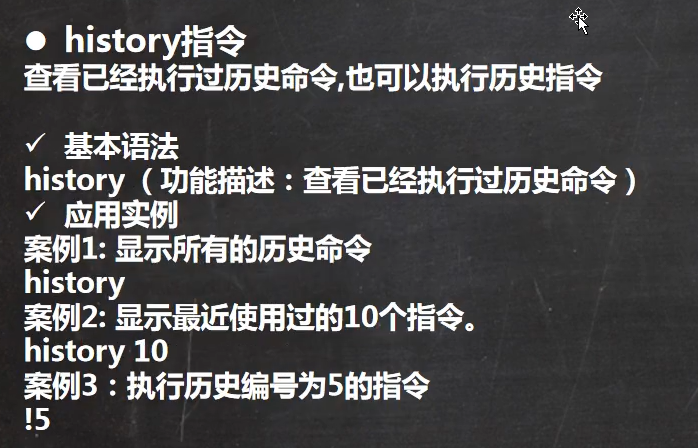 ● history指令
查看已经执行过历史命令,也可以执行历史指令
✓ 基本语法
history（功能描述：查看已经执行过历史命令）
✓ 应用实例
案例1: 显示所有的历史命令
history
案例2: 显示最近使用过的10个指令。
history 10
案例3：执行历史编号为5的指令
!5